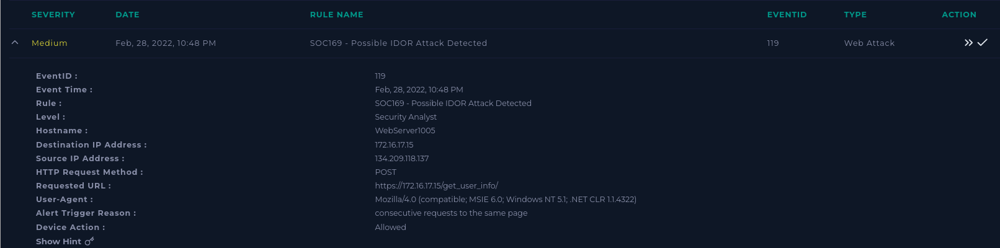 SEVERITY DATE RULE NAME EVENTID TYPE ACTION
Medium Feb, 28, 2022, 10:48 PM SOC169 - Possible IDOR Attack Detected 119 Web Attack
EventID : 119
Event Time : Feb, 28, 2022, 10:48 PM
Rule : SOC169 - Possible IDOR Attack Detected
Level : Security Analyst
Hostname : WebServer1005
Destination IP Address : 172.16.17.15
Source IP Address : 134.209.118.137
HTTP Request Method : POST
Requested URL : https://172.16.17.15/get_user_info/
User-Agent : Mozilla/4.0 (compatible; MSIE 6.0; Windows NT 5.1; .NET CLR 1.1.4322)
Alert Trigger Reason : consecutive requests to the same page
Device Action : Allowed
Show Hint